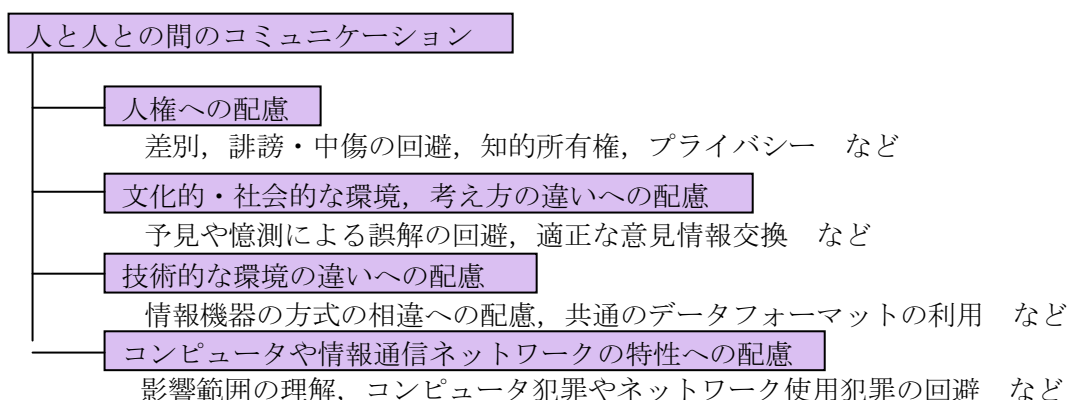 人と人との間のコミュニケーション
人権への配慮
差別，誹謗・中傷の回避，知的所有権，プライバシー　など
文化的・社会的な環境，考え方の違いへの配慮
予見や憶測による誤解の回避，適正な意見情報交換　など
技術的な環境の違いへの配慮
情報機器の方式の相違への配慮，共通のデータフォーマットの利用　など
コンピュータや情報通信ネットワークの特性への配慮
影響範囲の理解，コンピュータ犯罪やネットワーク使用犯罪の回避　など